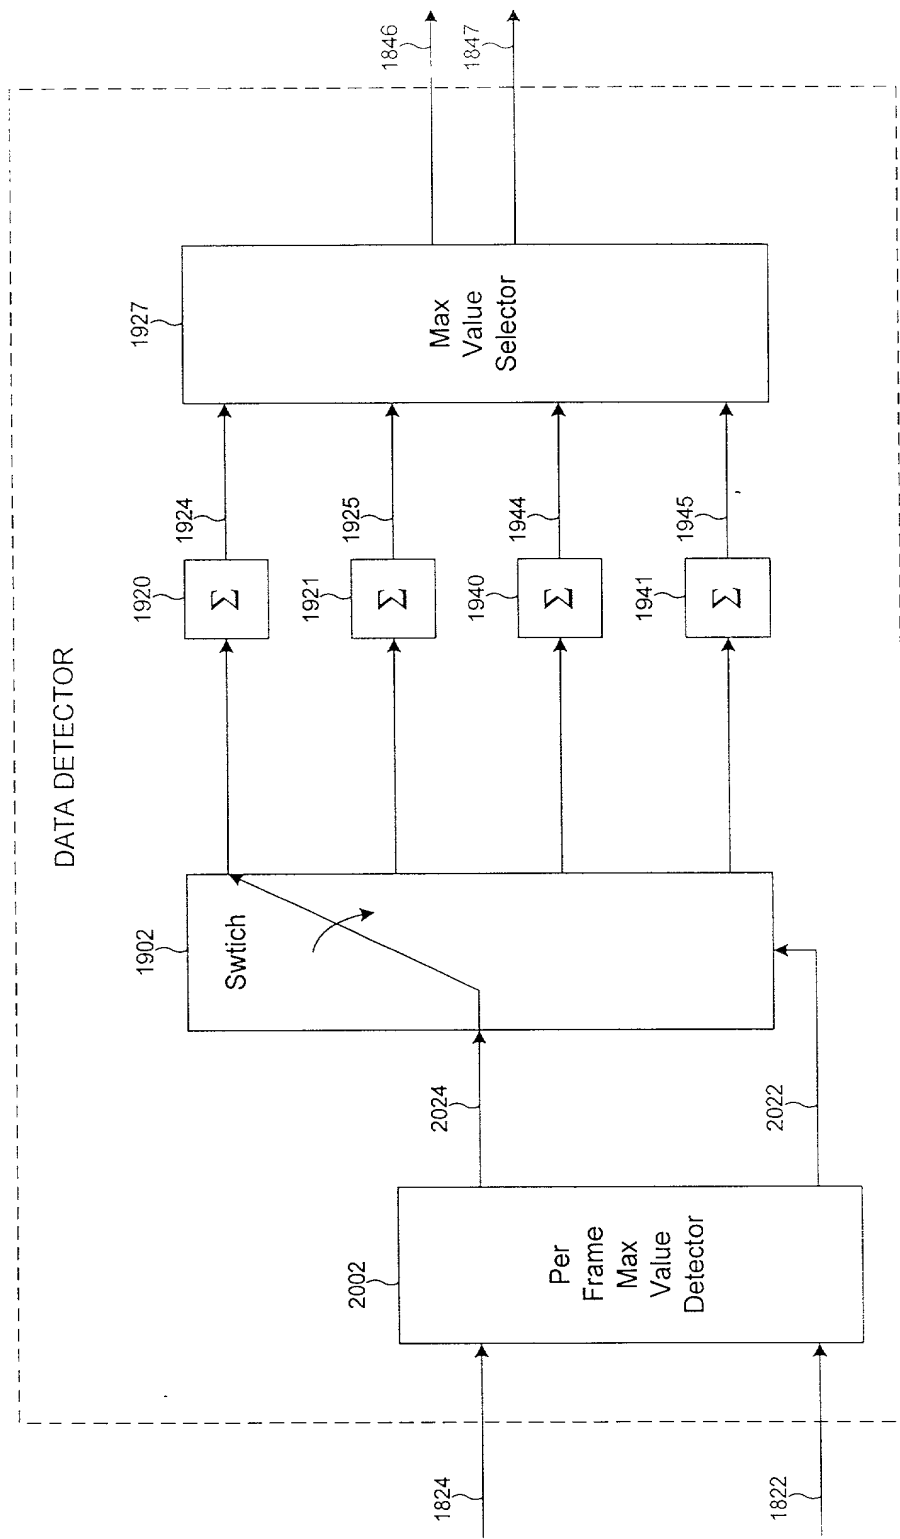 DATA DETECTOR
1824
1822
2002
Per
Frame
Max
Value
Detector
2024
2022
1902
Swtich
1920
Σ
1924
1921
Σ
1925
1940
Σ
1944
1941
Σ
1945
1927
Max
Value
Selector
1846
1847